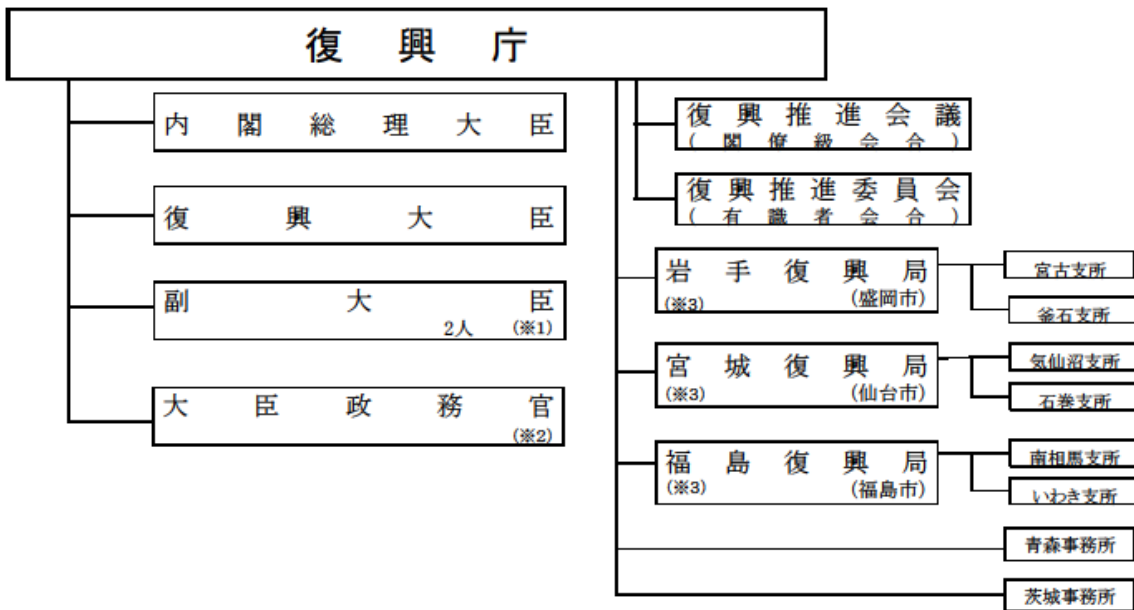 復興庁
内閣総理大臣
復興大臣
副大臣
2人 (※1)
大臣政務官
(※2)
復興推進会議
(閣僚級会合)
復興推進委員会
(有識者会合)
岩手復興局
(※3) (盛岡市)
宮古支所
釜石支所
宮城復興局
(※3) (仙台市)
気仙沼支所
石巻支所
福島復興局
(※3) (福島市)
南相馬支所
いわき支所
青森事務所
茨城事務所